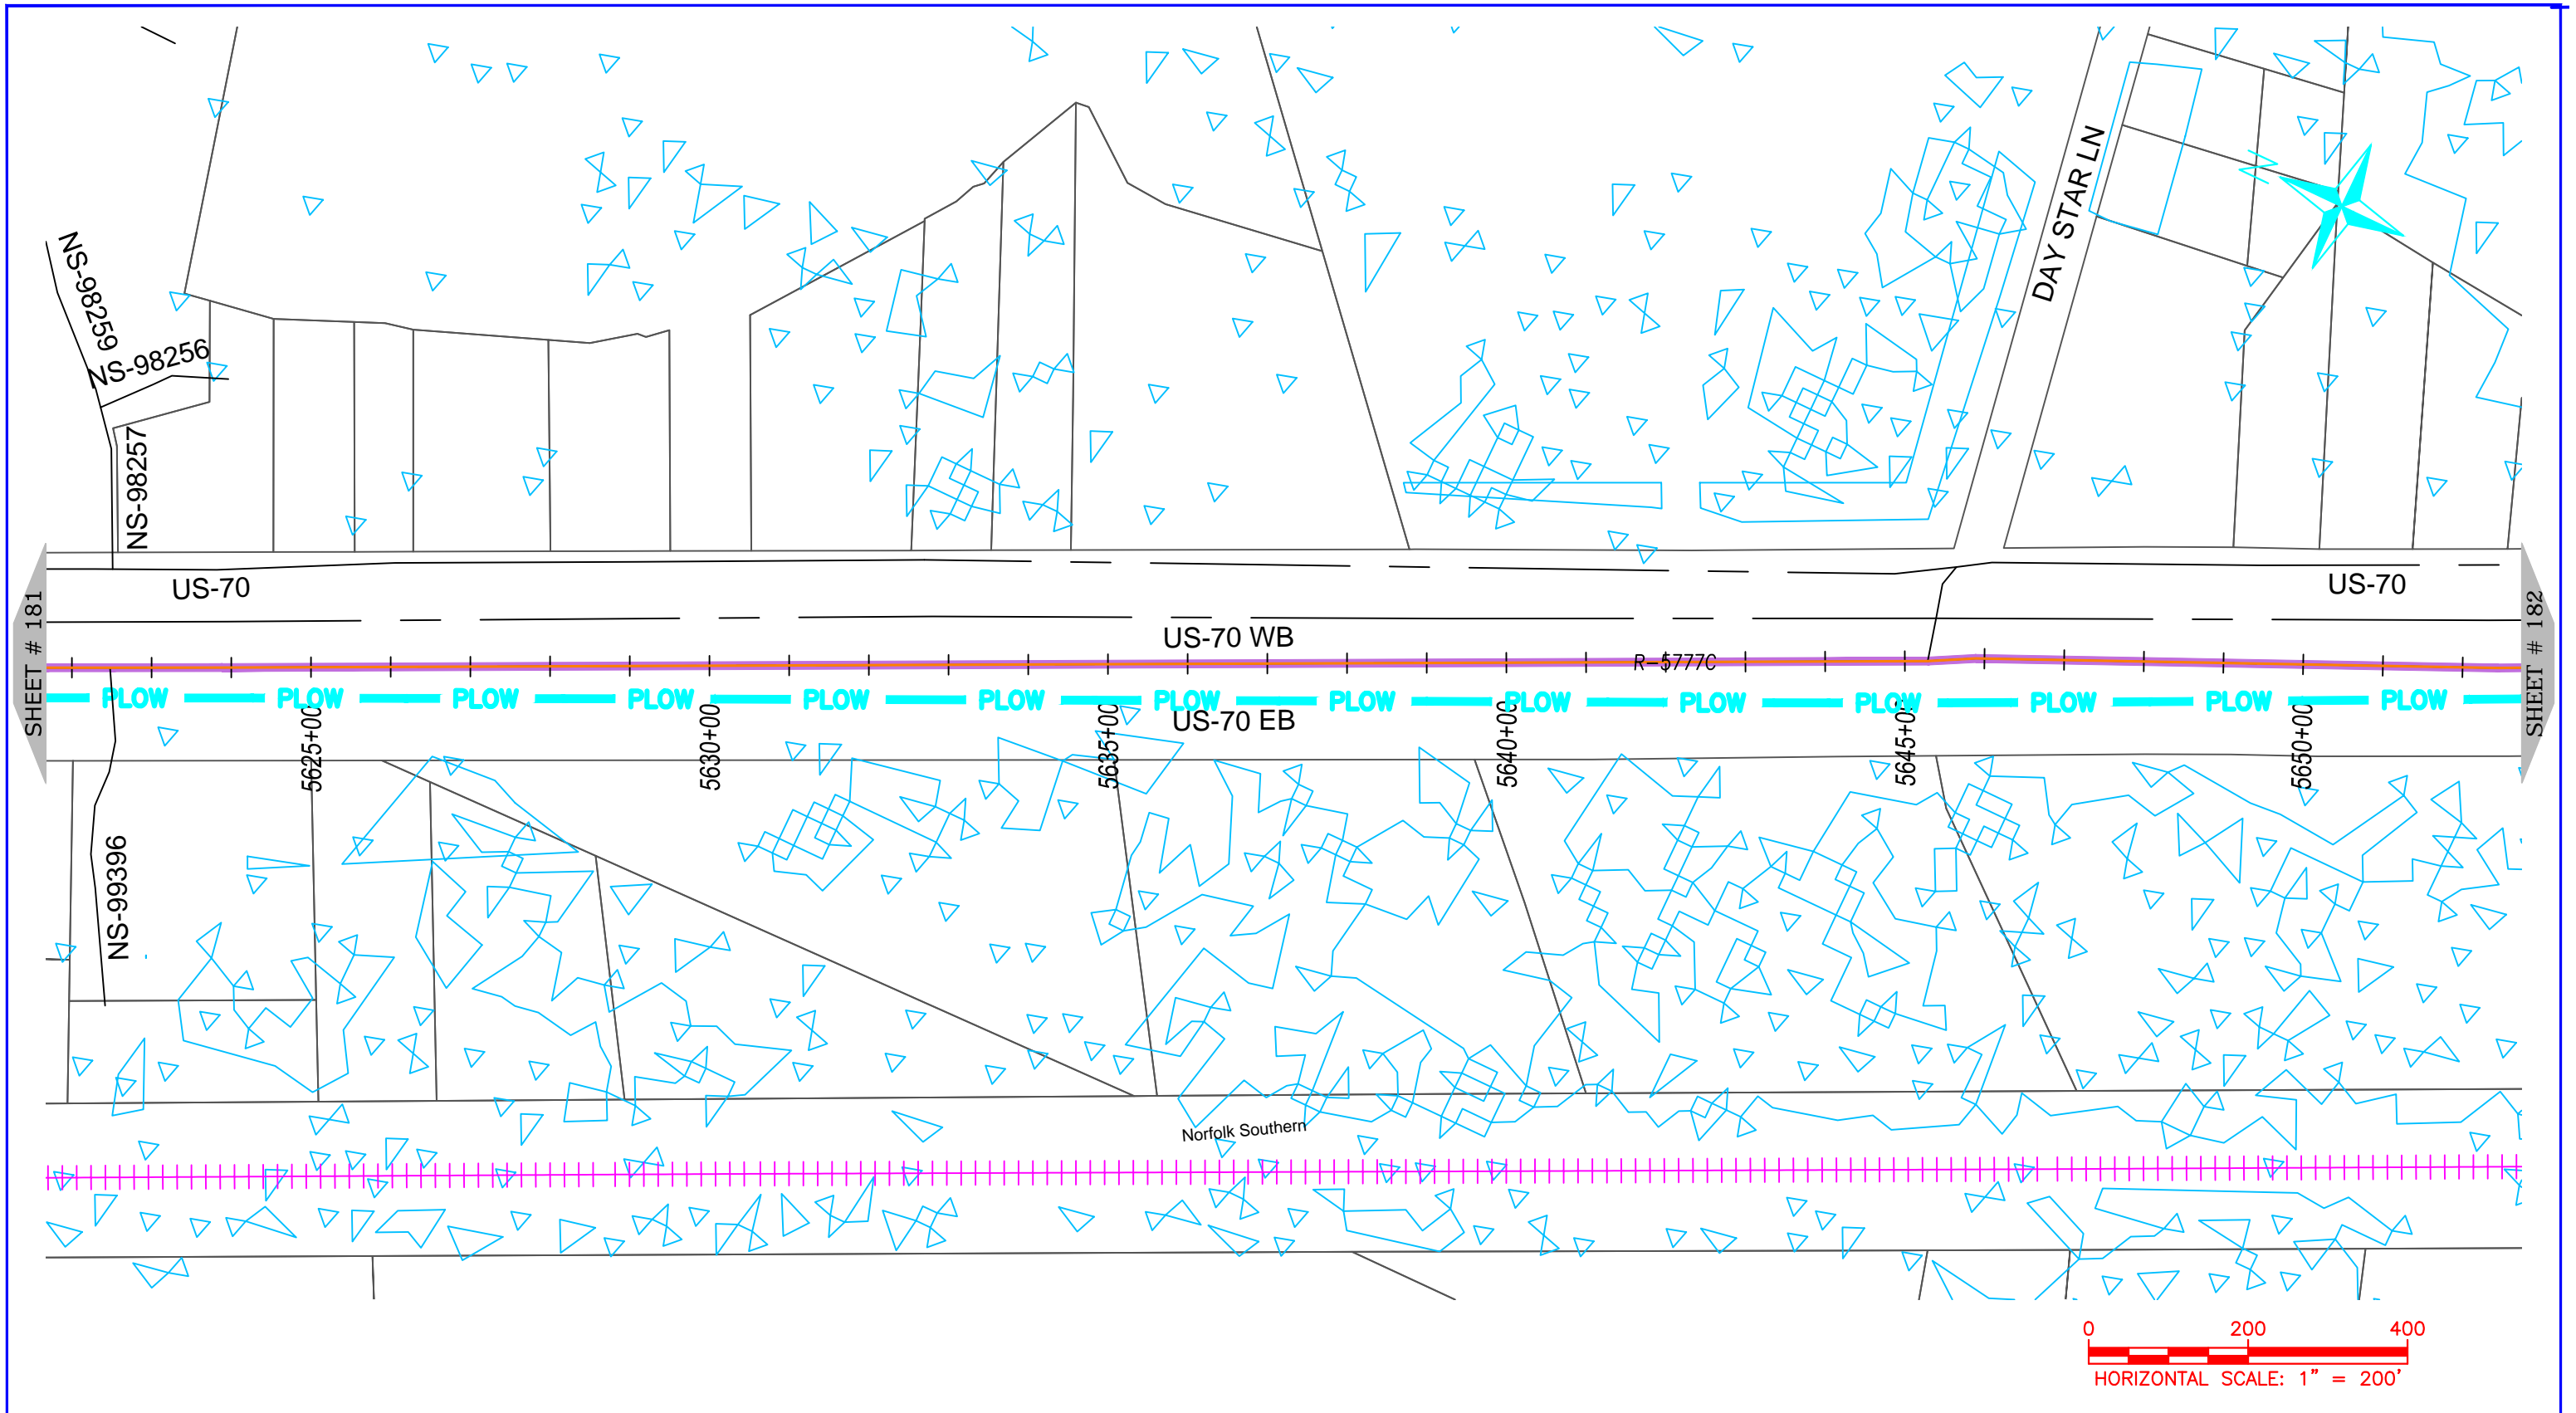 DAY STAR LN
N
NS-98259
NS-98256
NS-98257
US-70
US-70
SHEET # 181
SHEET # 182
US-70 WB
R-5777C
PLOW PLOW PLOW PLOW PLOW PLOW PLOW PLOW PLOW PLOW PLOW PLOW PLOW PLOW
US-70 EB
5625+00
5630+00
5635+00
5640+00
5645+00
5650+00
NS-99396
Norfolk Southern
0 200 400
HORIZONTAL SCALE: 1" = 200'